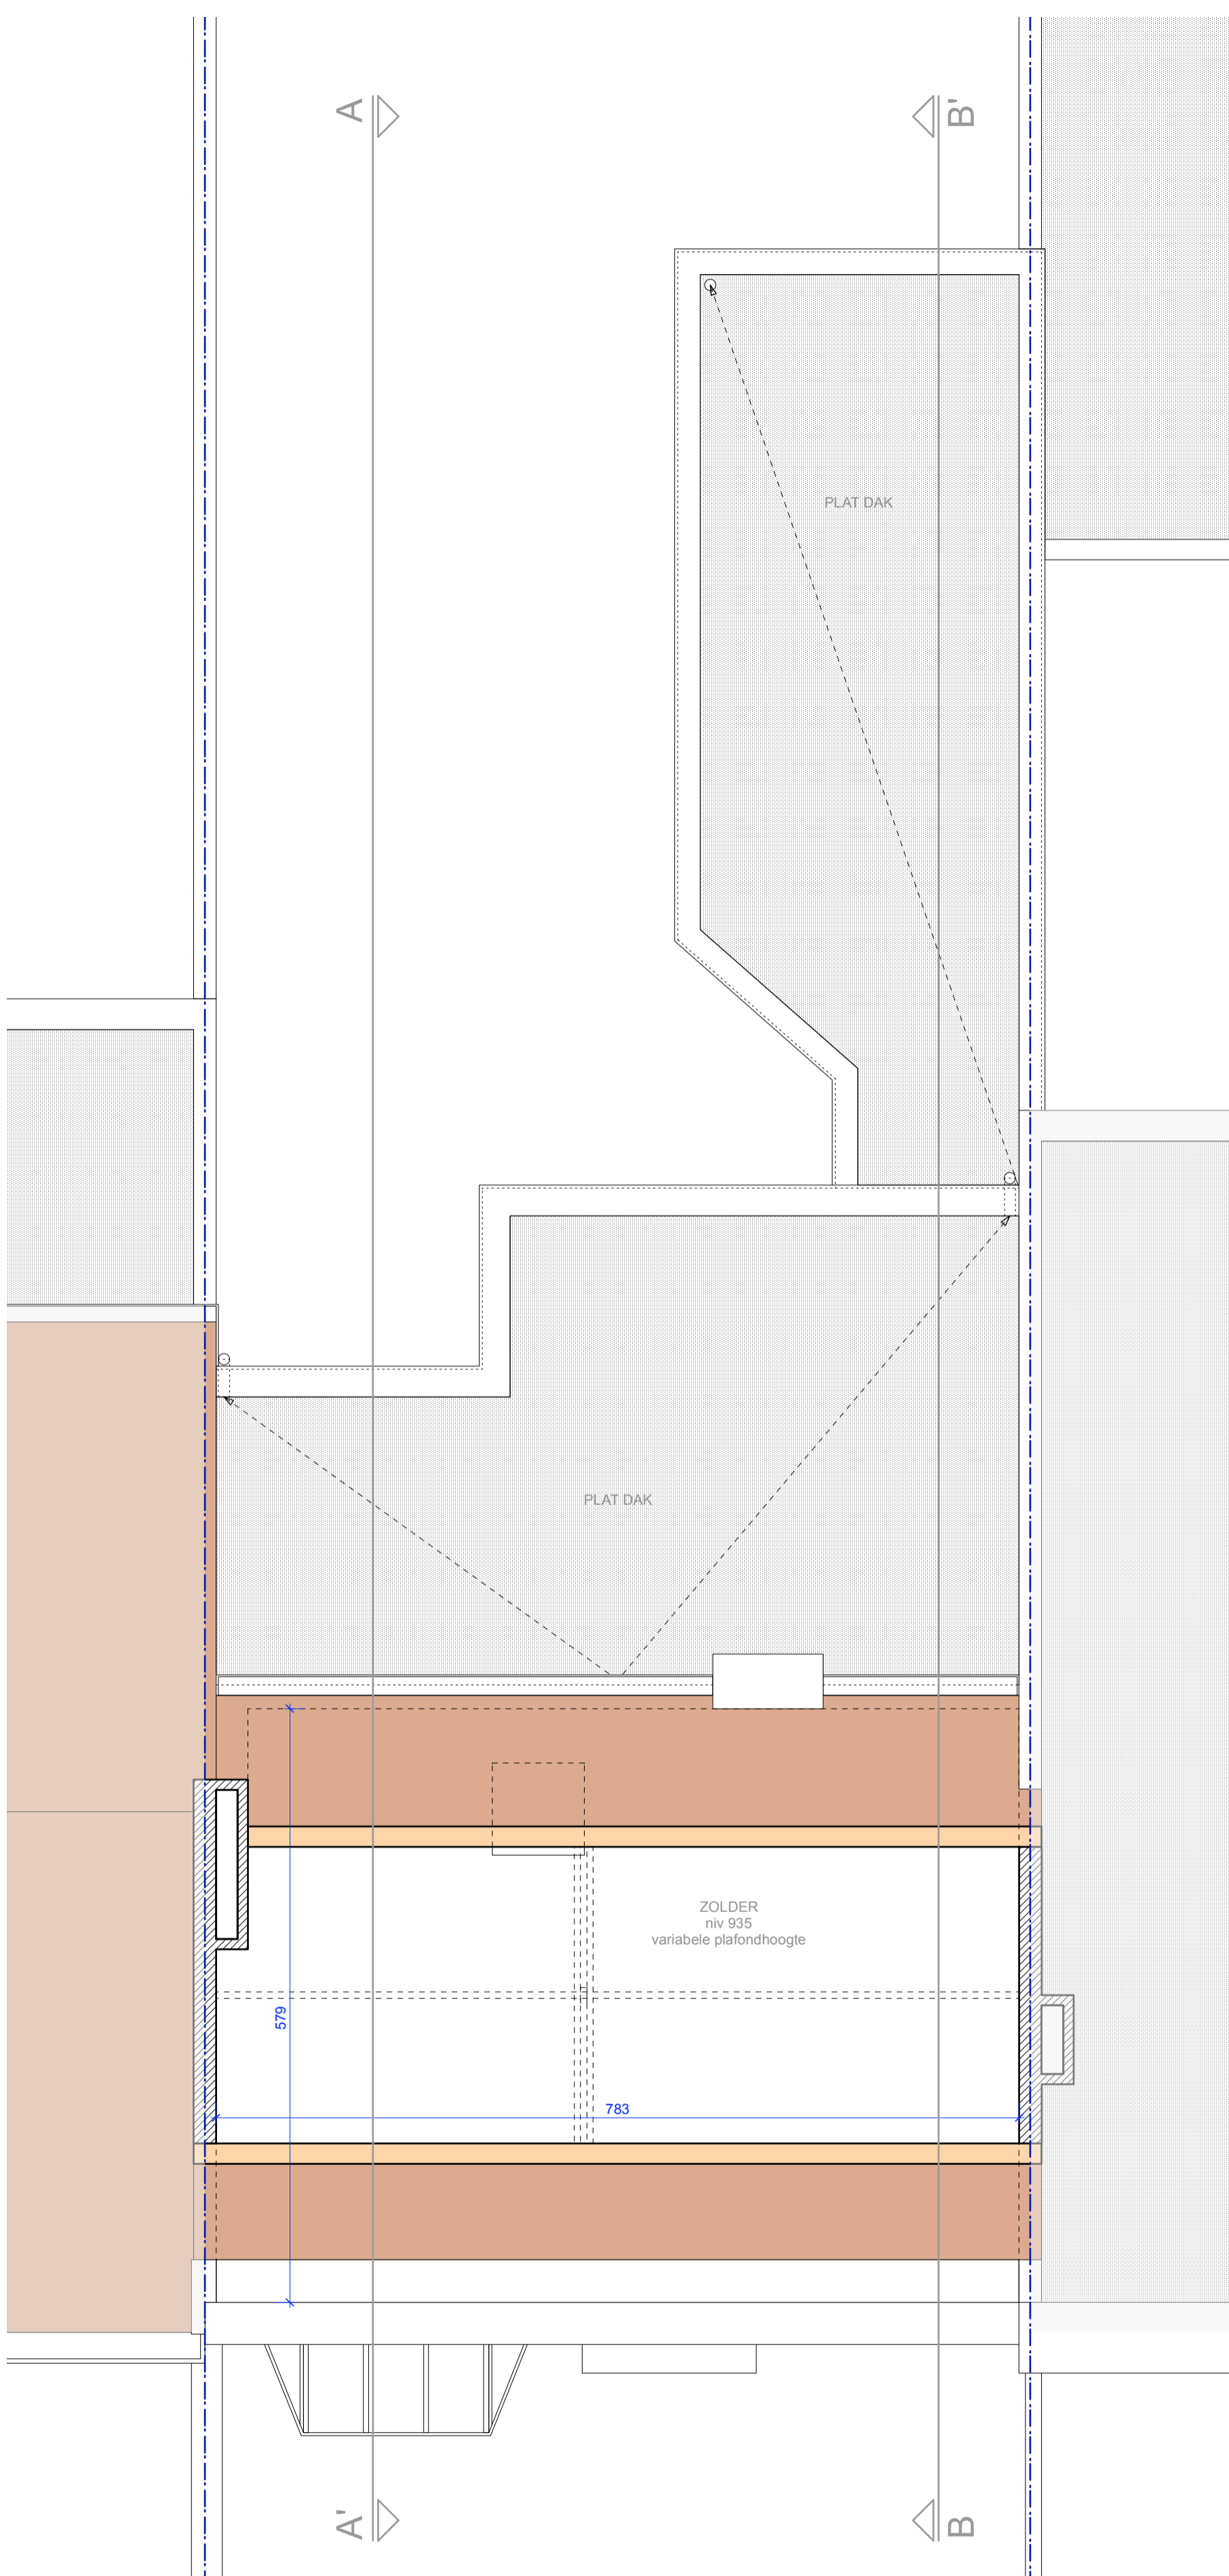 A
B'
PLAT DAK
PLAT DAK
ZOLDER
niv 935
variabele plafondhoogte
579
783
A'
B